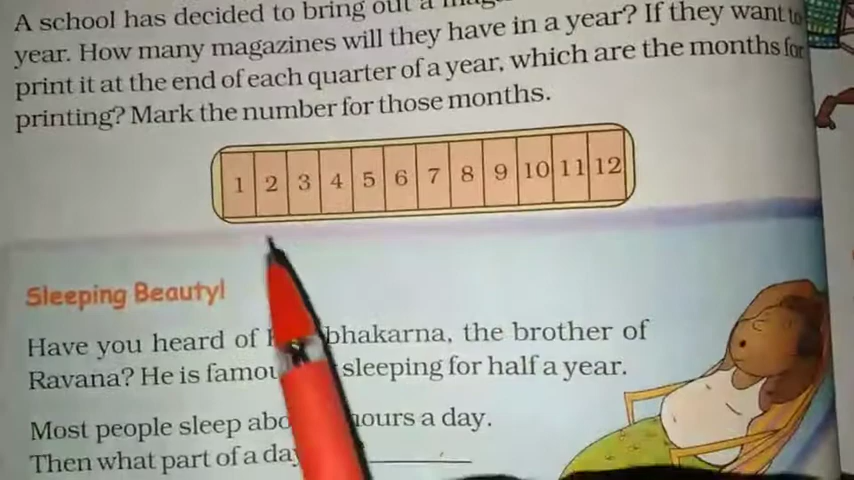 A school has decided to bring out a
year. How many magazines will they have in a year? If they want to
print it at the end of each quarter of a year, which are the months for
printing? Mark the number for those months.
1 2 3 4 5 6 7 8 9 10 11 12
Sleeping Beauty!
Have you heard of bhakarna, the brother of
Ravana? He is sleeping for half a year.
Most people sleep hours a day.
Then what part of a day